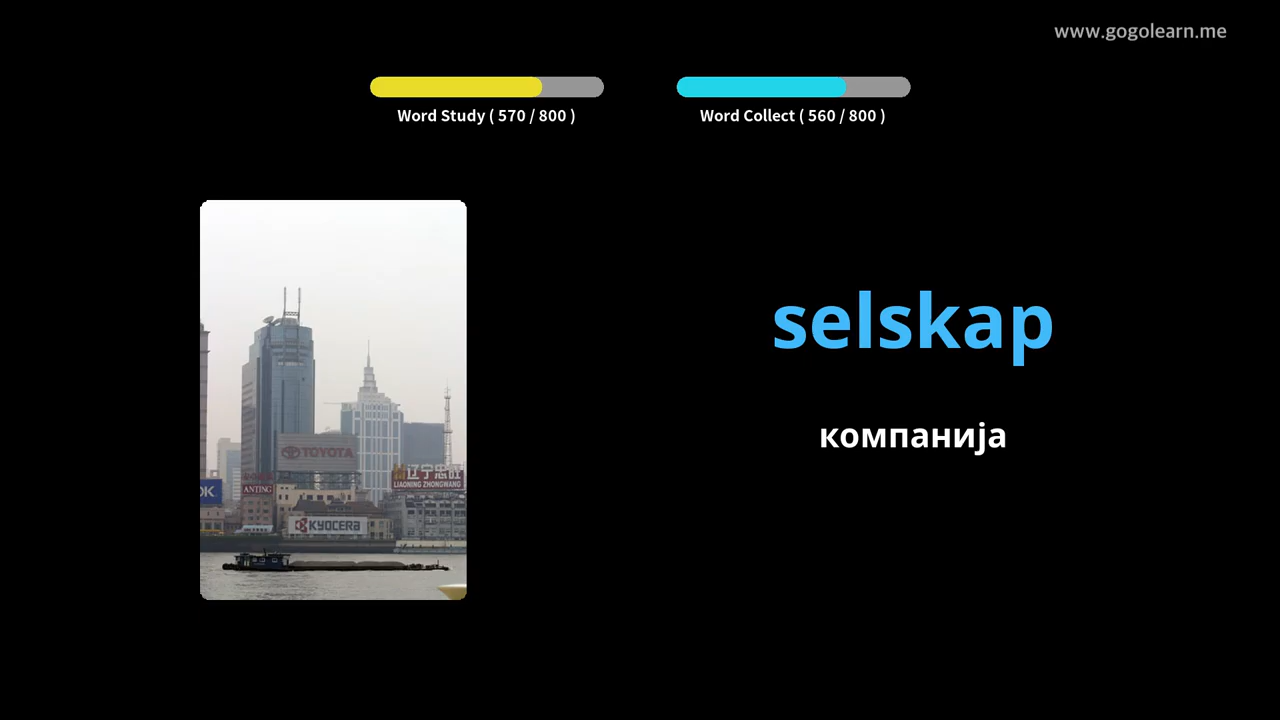 www.gogolearn.me
Word Study ( 570 / 800 )
Word Collect ( 560 / 800 )
selskap
компанија
TOYOTA
辽宁忠旺
LIAONING ZHONGWANG
OK
ANTING
KYOCERA